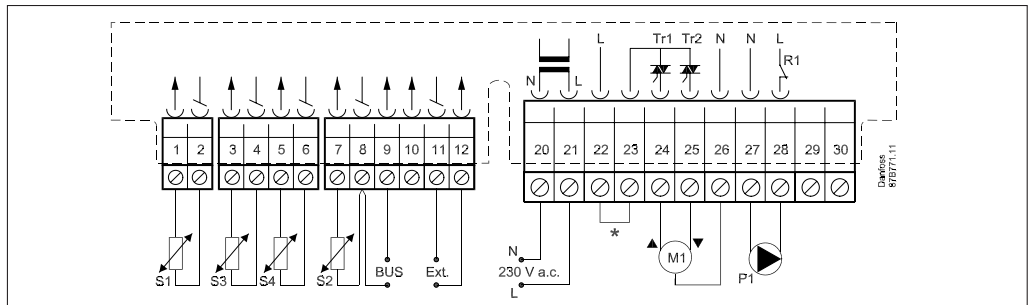 L Tr1 Tr2 N N L
R1
N L
1 2 3 4 5 6 7 8 9 10 11 12
20 21 22 23 24 25 26 27 28 29 30
Danfoss
87B771.11
*
S1 S3 S4 S2 BUS Ext.
N
230 V a.c.
L
M1
P1